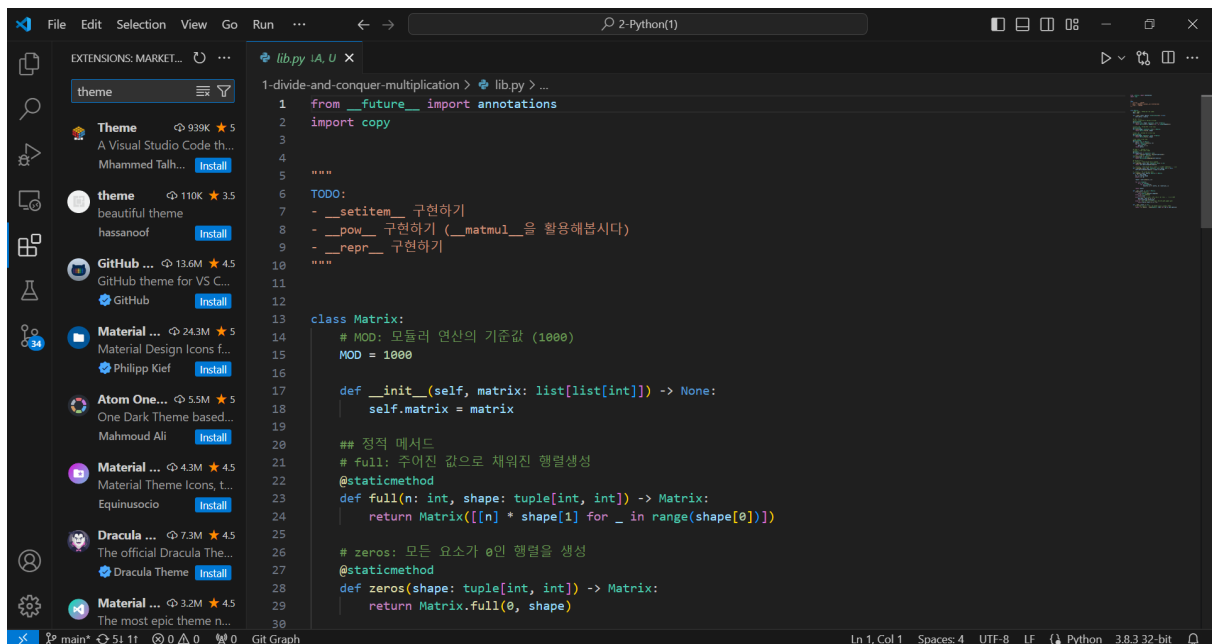 File Edit Selection View Go Run ···
2-Python(1)
EXTENSIONS: MARKET... ···
theme
Theme 939K ★ 5
A Visual Studio Code th...
Mhammed Talh... Install
theme 110K ★ 3.5
beautiful theme
hassanoof Install
GitHub ... 13.6M ★ 4.5
GitHub theme for VS C...
GitHub Install
Material ... 24.3M ★ 5
Material Design Icons f...
Philipp Kief Install
Atom One... 5.5M ★ 5
One Dark Theme based...
Mahmoud Ali Install
Material ... 4.3M ★ 4.5
Material Theme Icons, t...
Equinusocio Install
Dracula ... 7.3M ★ 4.5
The official Dracula The...
Dracula Theme Install
Material ... 3.2M ★ 4.5
The most epic theme n...
34
lib.py ↓A, U ×
1-divide-and-conquer-multiplication > lib.py > ...
1 from __future__ import annotations
2 import copy
3
4
5 """
6 TODO:
7 - __setitem__ 구현하기
8 - __pow__ 구현하기 (__matmul__을 활용해봅시다)
9 - __repr__ 구현하기
10 """
11
12
13 class Matrix:
14     # MOD: 모듈러 연산의 기준값 (1000)
15     MOD = 1000
16
17     def __init__(self, matrix: list[list[int]]) -> None:
18         self.matrix = matrix
19
20     ## 정적 메서드
21     # full: 주어진 값으로 채워진 행렬생성
22     @staticmethod
23     def full(n: int, shape: tuple[int, int]) -> Matrix:
24         return Matrix([[n] * shape[1] for _ in range(shape[0])])
25
26     # zeros: 모든 요소가 0인 행렬을 생성
27     @staticmethod
28     def zeros(shape: tuple[int, int]) -> Matrix:
29         return Matrix.full(0, shape)
30
main* 5↓ 1↑ 0 0 0 Git Graph
Ln 1, Col 1 Spaces: 4 UTF-8 LF Python 3.8.3 32-bit